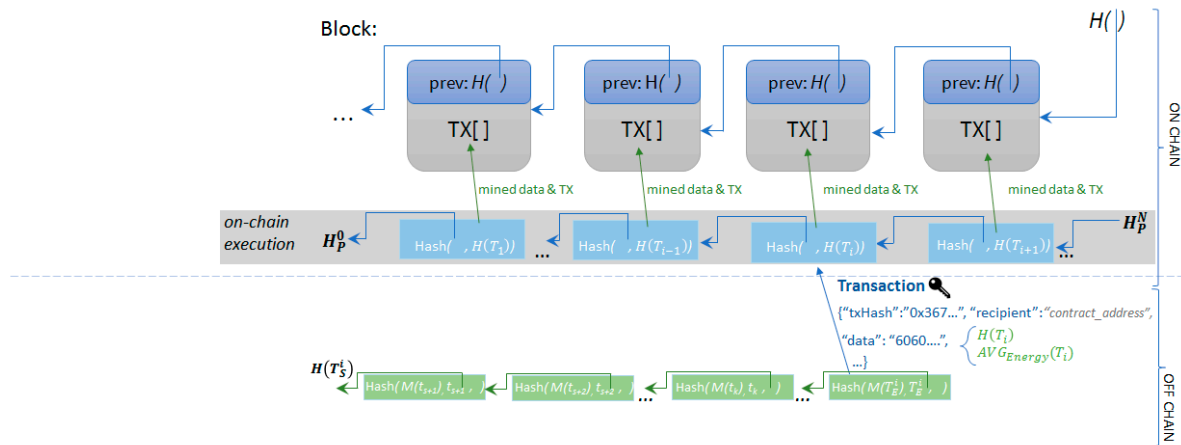 Block:
H( )
prev: H( )
prev: H( )
prev: H( )
prev: H( )
...
TX[ ]
TX[ ]
TX[ ]
TX[ ]
ON CHAIN
mined data & TX
mined data & TX
mined data & TX
mined data & TX
on-chain
execution
H_P^0
Hash( , H(T_1))
...
Hash( , H(T_{i-1}))
Hash( , H(T_i))
Hash( , H(T_{i+1}))
...
H_P^N
Transaction
{"txHash":"0x367...", "recipient":"contract_address",
"data": "6060....",
H(T_i)
AVG_{Energy}(T_i)
...}
H(T_S^i)
Hash(M(t_{s+1}), t_{s+1}, )
Hash(M(t_{s+2}), t_{s+2}, )
...
Hash(M(t_k), t_k, )
...
Hash(M(T_E^i), T_E^i, )
OFF CHAIN